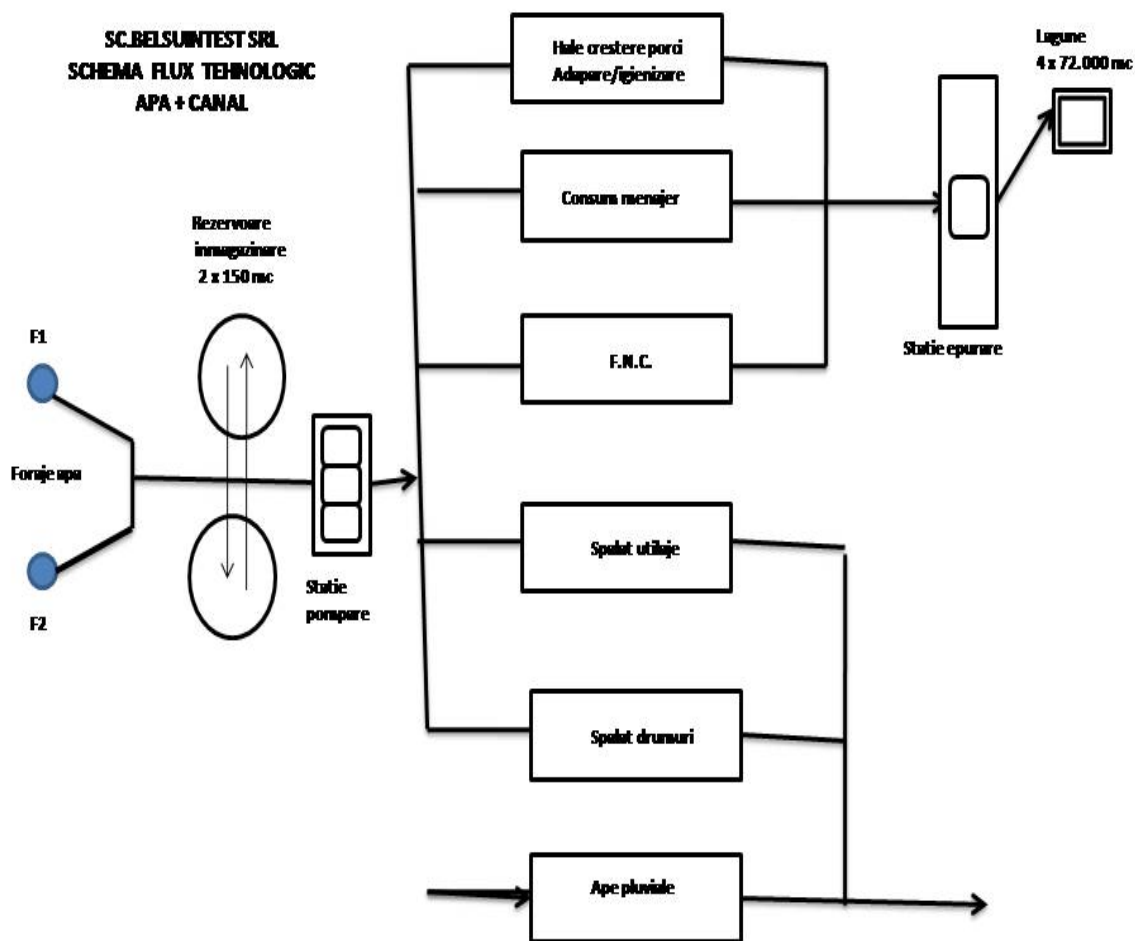 SC.BELSUINTEST SRL
SCHEMA FLUX TEHNOLOGIC
APA + CANAL
Hale crestere porci
Adapare/igienizare
Lagune
4 x 72.000 mc
Consum menajer
Rezervoare
inmagazinare
2 x 150 mc
F1
F.N.C.
Statie epurare
Foraje apa
Spalat utilaje
Statie
pompare
F2
Spalat drumuri
Ape pluviale